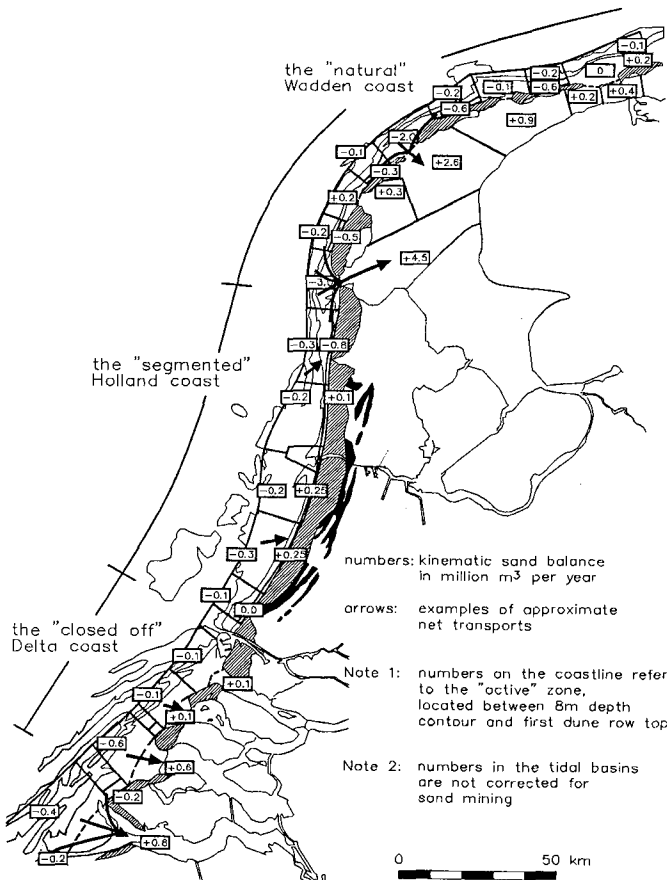 -0.1
+0.2
the "natural"
Wadden coast
-0.2
0
-0.2
-0.1
-0.6
+0.2
+0.4
-0.6
+0.9
-2.0
-0.1
+2.6
-0.3
+0.3
+0.2
-0.2
-0.5
+4.5
-0.3
-0.8
the "segmented"
Holland coast
-0.2
+0.1
-0.2
+0.25
-0.3
+0.25
numbers: kinematic sand balance
in million m³ per year
-0.1
0.0
arrows: examples of approximate
net transports
the "closed off"
Delta coast
-0.1
Note 1: numbers on the coastline refer
to the "active" zone,
located between 8m depth
contour and first dune row top
+0.1
-0.1
+0.1
-0.6
+0.6
Note 2: numbers in the tidal basins
are not corrected for
sand mining
-0.2
-0.4
+0.8
-0.2
0 50 km